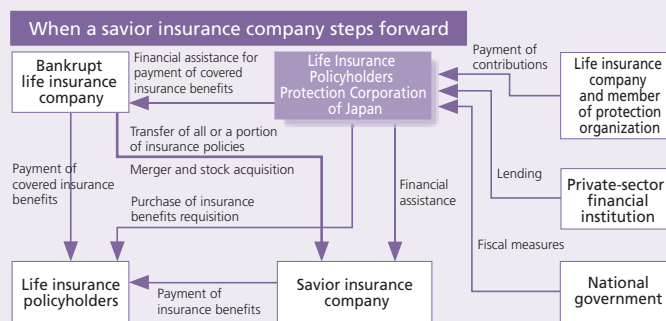 When a savior insurance company steps forward
Bankrupt
life insurance
company
Financial assistance for
payment of covered
insurance benefits
Life Insurance
Policyholders
Protection Corporation
of Japan
Payment
of contributions
Life insurance
company
and member
of protection
organization
Transfer of all or a portion
of insurance policies
Merger and stock acquisition
Payment of
covered insurance
benefits
Purchase of insurance
benefits requisition
Financial
assistance
Lending
Private-sector
financial
institution
Fiscal measures
Life insurance
policyholders
Payment of
insurance benefits
Savior insurance
company
National
government